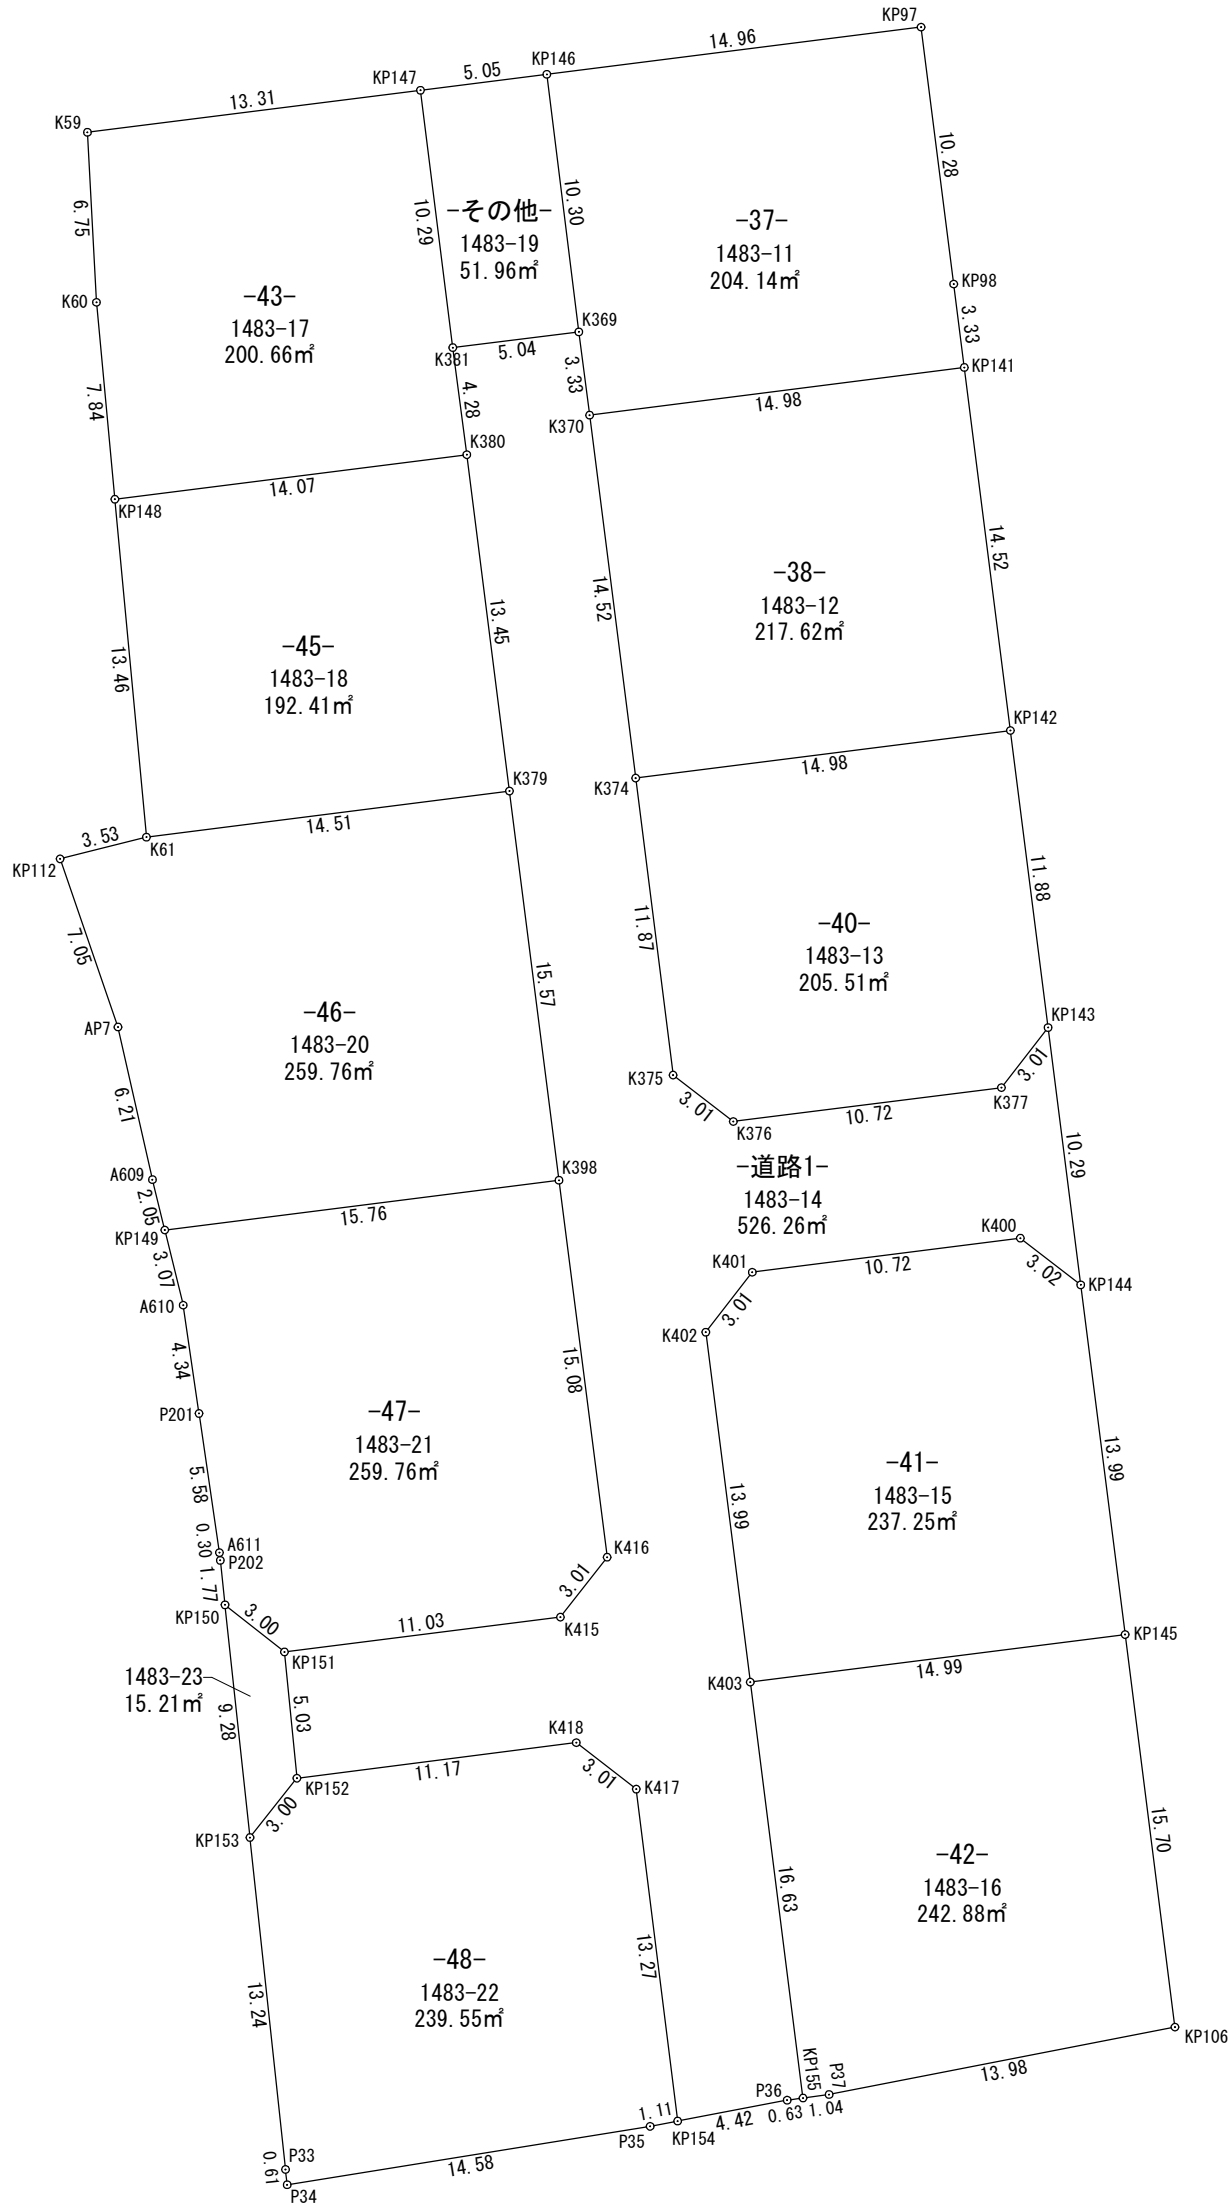 KP97
14.96
KP146
5.05
KP147
13.31
K59
10.28
6.75
10.29
10.30
-その他-
1483-19
51.96㎡
-37-
1483-11
204.14㎡
KP98
K60
-43-
1483-17
200.66㎡
K369
3.33
K381
5.04
3.33
KP141
7.84
4.28
K370
14.98
K380
14.07
KP148
14.52
14.52
-38-
1483-12
217.62㎡
13.45
13.46
-45-
1483-18
192.41㎡
KP142
K379
K374
14.98
14.51
3.53
K61
KP112
11.88
7.05
11.87
-40-
1483-13
205.51㎡
15.57
-46-
1483-20
259.76㎡
AP7
KP143
3.01
K375
3.01
K377
6.21
10.72
K376
10.29
-道路1-
1483-14
526.26㎡
K398
A609
2.05
15.76
KP149
3.07
K400
K401
10.72
3.02
KP144
A610
3.01
K402
4.34
15.08
P201
-47-
1483-21
259.76㎡
13.99
-41-
1483-15
237.25㎡
13.99
5.58
0.30
A611
P202
K416
1.77
3.01
KP150
3.00
11.03
K415
KP145
KP151
14.99
K403
1483-23
15.21㎡
9.28
5.03
K418
3.01
11.17
K417
KP152
3.00
KP153
15.70
-42-
1483-16
242.88㎡
16.63
13.27
-48-
1483-22
239.55㎡
13.24
KP106
KP155
P37
P36
13.98
1.11
4.42
0.63
1.04
P35
KP154
P33
0.61
14.58
P34